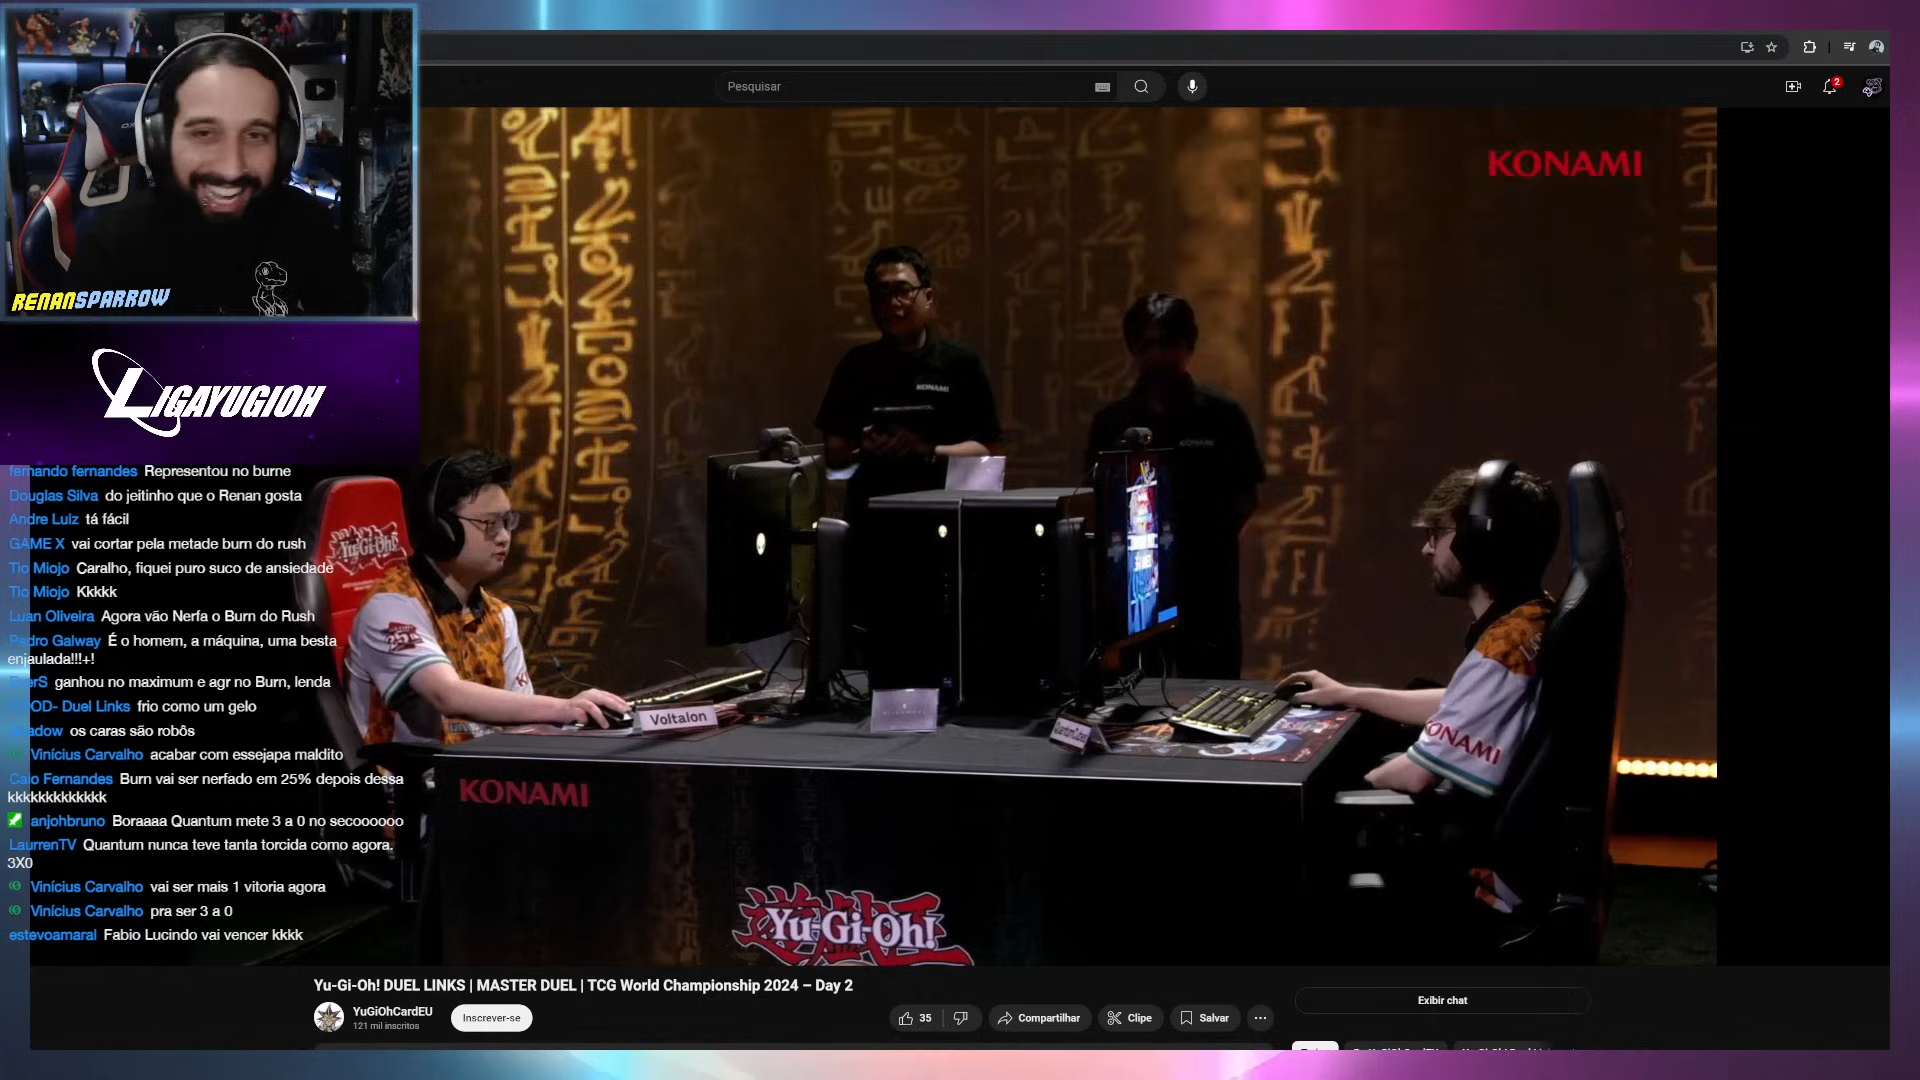 Pesquisar
2
KONAMI
RENANSPARROW
LIGAYUGIOH
fernando fernandes Representou no burne
Douglas Silva do jeitinho que o Renan gosta
Andre Luiz tá fácil
GAME X vai cortar pela metade burn do rush
Tio Miojo Caralho, fiquei puro suco de ansiedade
Tio Miojo Kkkkk
Luan Oliveira Agora vão Nerfa o Burn do Rush
Pedro Galway É o homem, a máquina, uma besta
enjaulada!!!+!
ganhou no maximum e agr no Burn, lenda
Duel Links frio como um gelo
os caras são robôs
Vinícius Carvalho acabar com essejapa maldito
Caio Fernandes Burn vai ser nerfado em 25% depois dessa
kkkkkkkkkkkkk
anjohbruno Boraaaa Quantum mete 3 a 0 no secoooooo
LaurrenTV Quantum nunca teve tanta torcida como agora.
3X0
Vinícius Carvalho vai ser mais 1 vitoria agora
Vinícius Carvalho pra ser 3 a 0
estevoamaral Fabio Lucindo vai vencer kkkk
KONAMI
KONAMI
Yu-Gi-Oh!
Voltalon
KONAMI
KONAMI
Yu-Gi-Oh!
Yu-Gi-Oh! DUEL LINKS | MASTER DUEL | TCG World Championship 2024 – Day 2
YuGiOhCardEU
121 mil inscritos
Inscrever-se
35
Compartilhar
Clipe
Salvar
Exibir chat